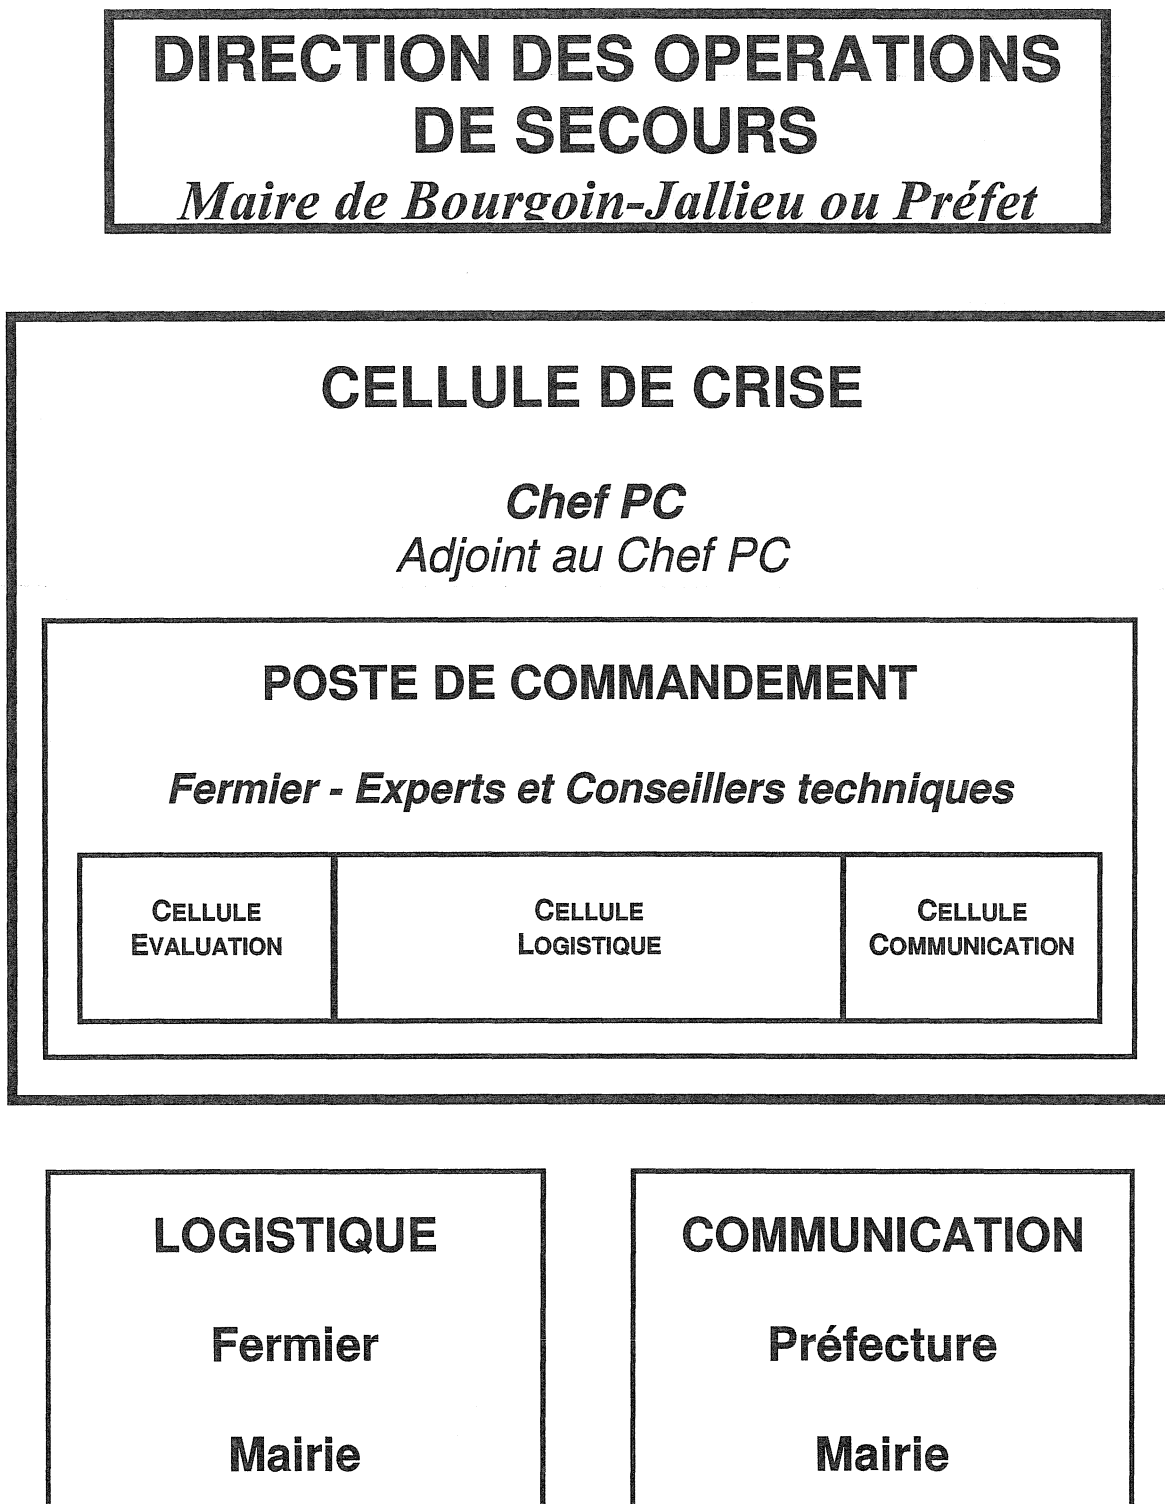 DIRECTION DES OPERATIONS
DE SECOURS
Maire de Bourgoin-Jallieu ou Préfet
CELLULE DE CRISE
Chef PC
Adjoint au Chef PC
POSTE DE COMMANDEMENT
Fermier - Experts et Conseillers techniques
CELLULE
EVALUATION
CELLULE
LOGISTIQUE
CELLULE
COMMUNICATION
LOGISTIQUE
Fermier
Mairie
COMMUNICATION
Préfecture
Mairie